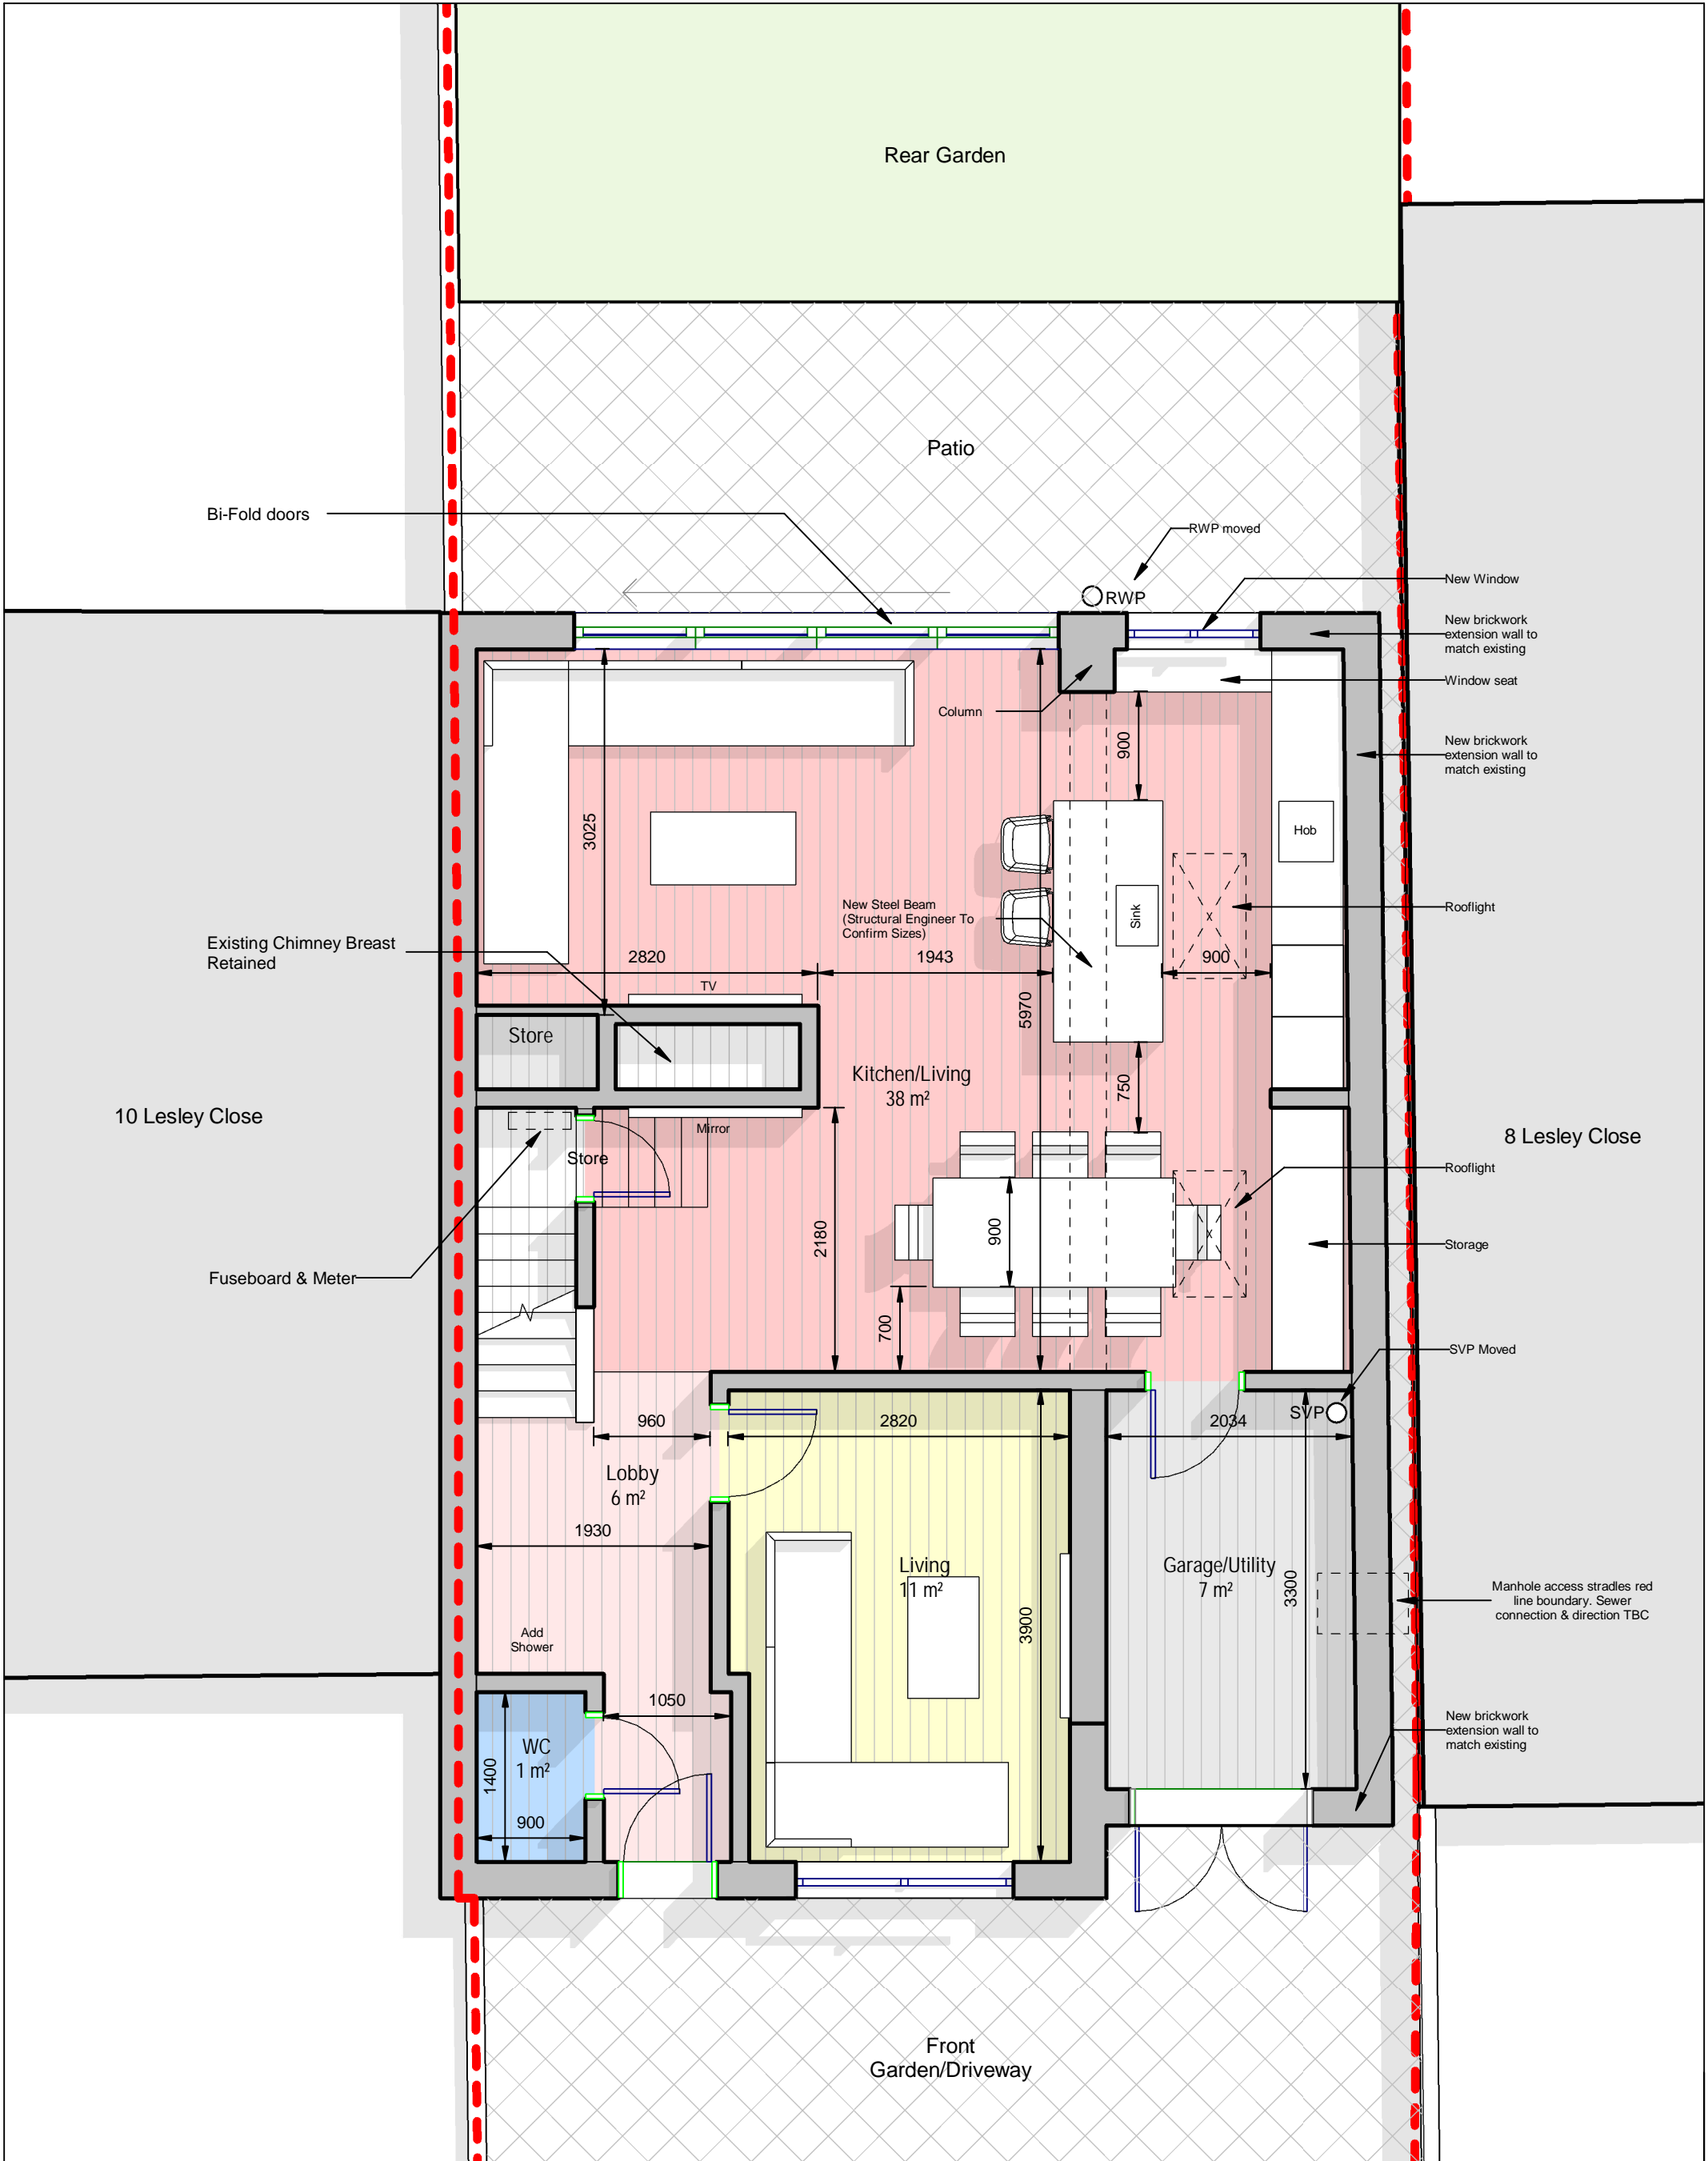 Rear Garden
Patio
Bi-Fold doors
RWP moved
RWP
New Window
New brickwork
extension wall to
match existing
Window seat
Column
900
New brickwork
extension wall to
match existing
3025
Hob
New Steel Beam
(Structural Engineer To
Confirm Sizes)
Sink
Rooflight
Existing Chimney Breast
Retained
2820
1943
900
TV
5970
Store
Kitchen/Living
38 m²
750
10 Lesley Close
Mirror
8 Lesley Close
Store
Rooflight
2180
900
Storage
Fuseboard & Meter
700
SVP Moved
SVP
960
2820
2034
Lobby
6 m²
1930
Living
11 m²
Garage/Utility
7 m²
3300
Manhole access stradles red
line boundary. Sewer
connection & direction TBC
3900
Add
Shower
1050
New brickwork
extension wall to
match existing
WC
1 m²
1400
900
Front
Garden/Driveway